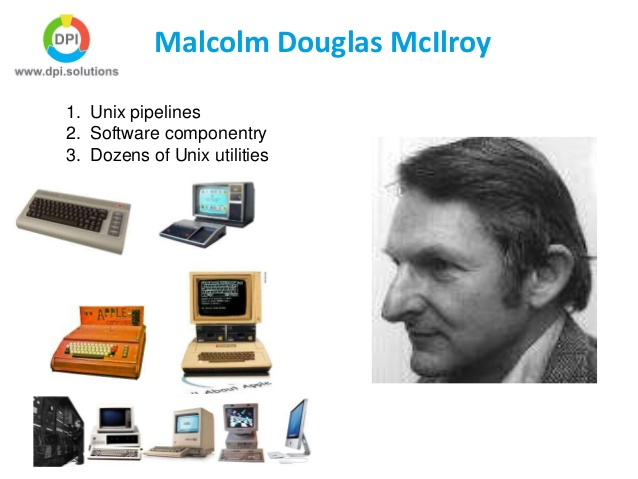 DPI
www.dpi.solutions
Malcolm Douglas McIlroy
1. Unix pipelines
2. Software componentry
3. Dozens of Unix utilities
APPLE
About Apple